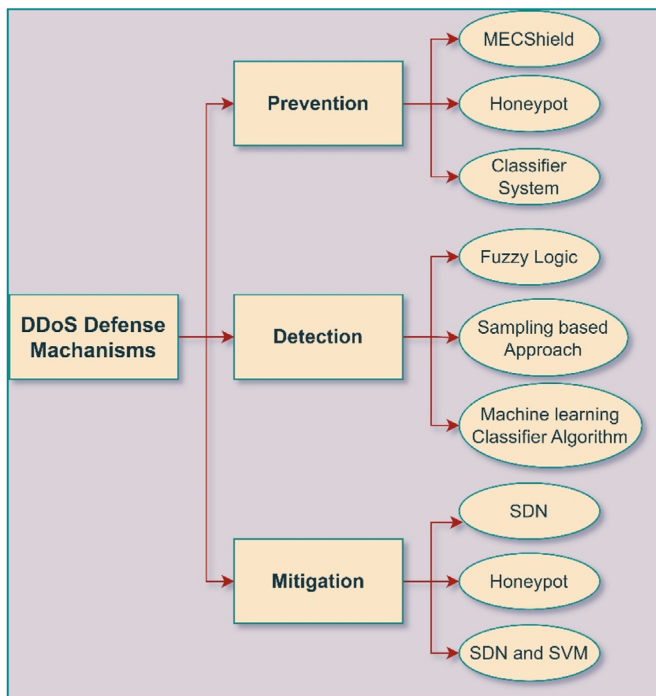 MECShield
Prevention
Honeypot
Classifier
System
Fuzzy Logic
DDoS Defense
Machanisms
Detection
Sampling based
Approach
Machine learning
Classifier Algorithm
SDN
Mitigation
Honeypot
SDN and SVM